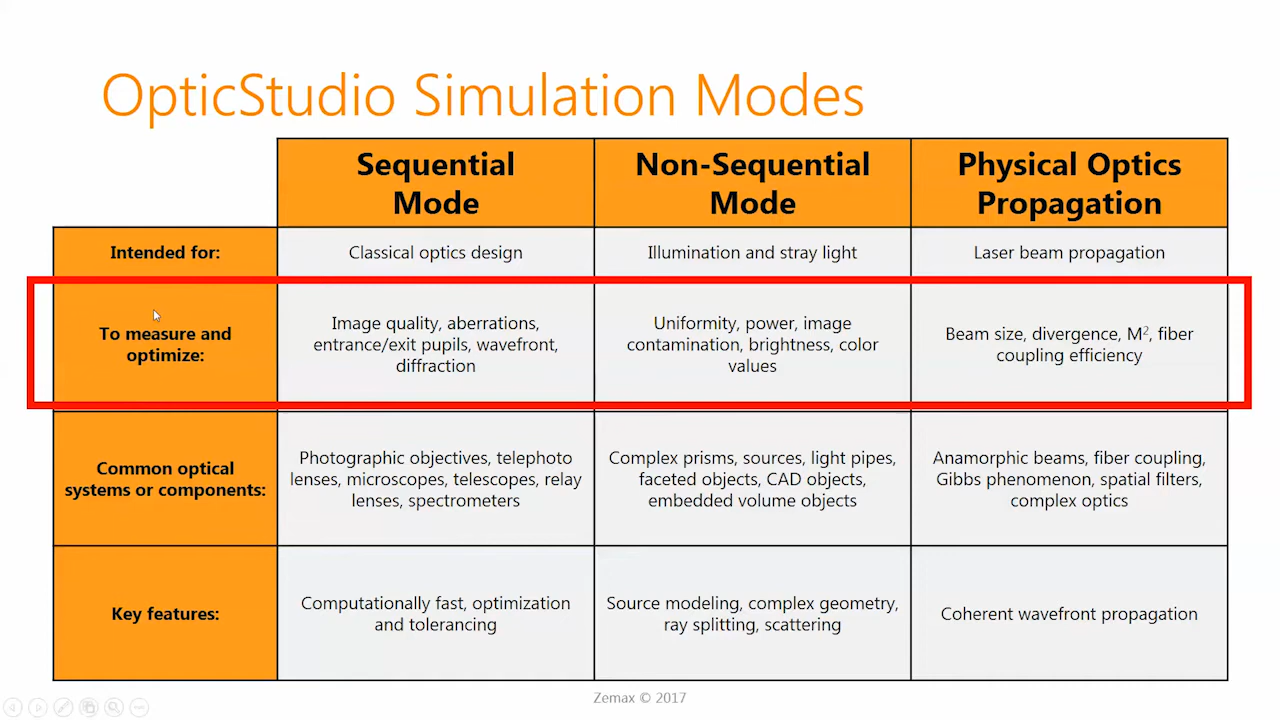 OpticStudio Simulation Modes
Sequential
Mode
Non-Sequential
Mode
Physical Optics
Propagation
Intended for:
Classical optics design
Illumination and stray light
Laser beam propagation
To measure and
optimize:
Image quality, aberrations,
entrance/exit pupils, wavefront,
diffraction
Uniformity, power, image
contamination, brightness, color
values
Beam size, divergence, M², fiber
coupling efficiency
Common optical
systems or components:
Photographic objectives, telephoto
lenses, microscopes, telescopes, relay
lenses, spectrometers
Complex prisms, sources, light pipes,
faceted objects, CAD objects,
embedded volume objects
Anamorphic beams, fiber coupling,
Gibbs phenomenon, spatial filters,
complex optics
Key features:
Computationally fast, optimization
and tolerancing
Source modeling, complex geometry,
ray splitting, scattering
Coherent wavefront propagation
Zemax © 2017